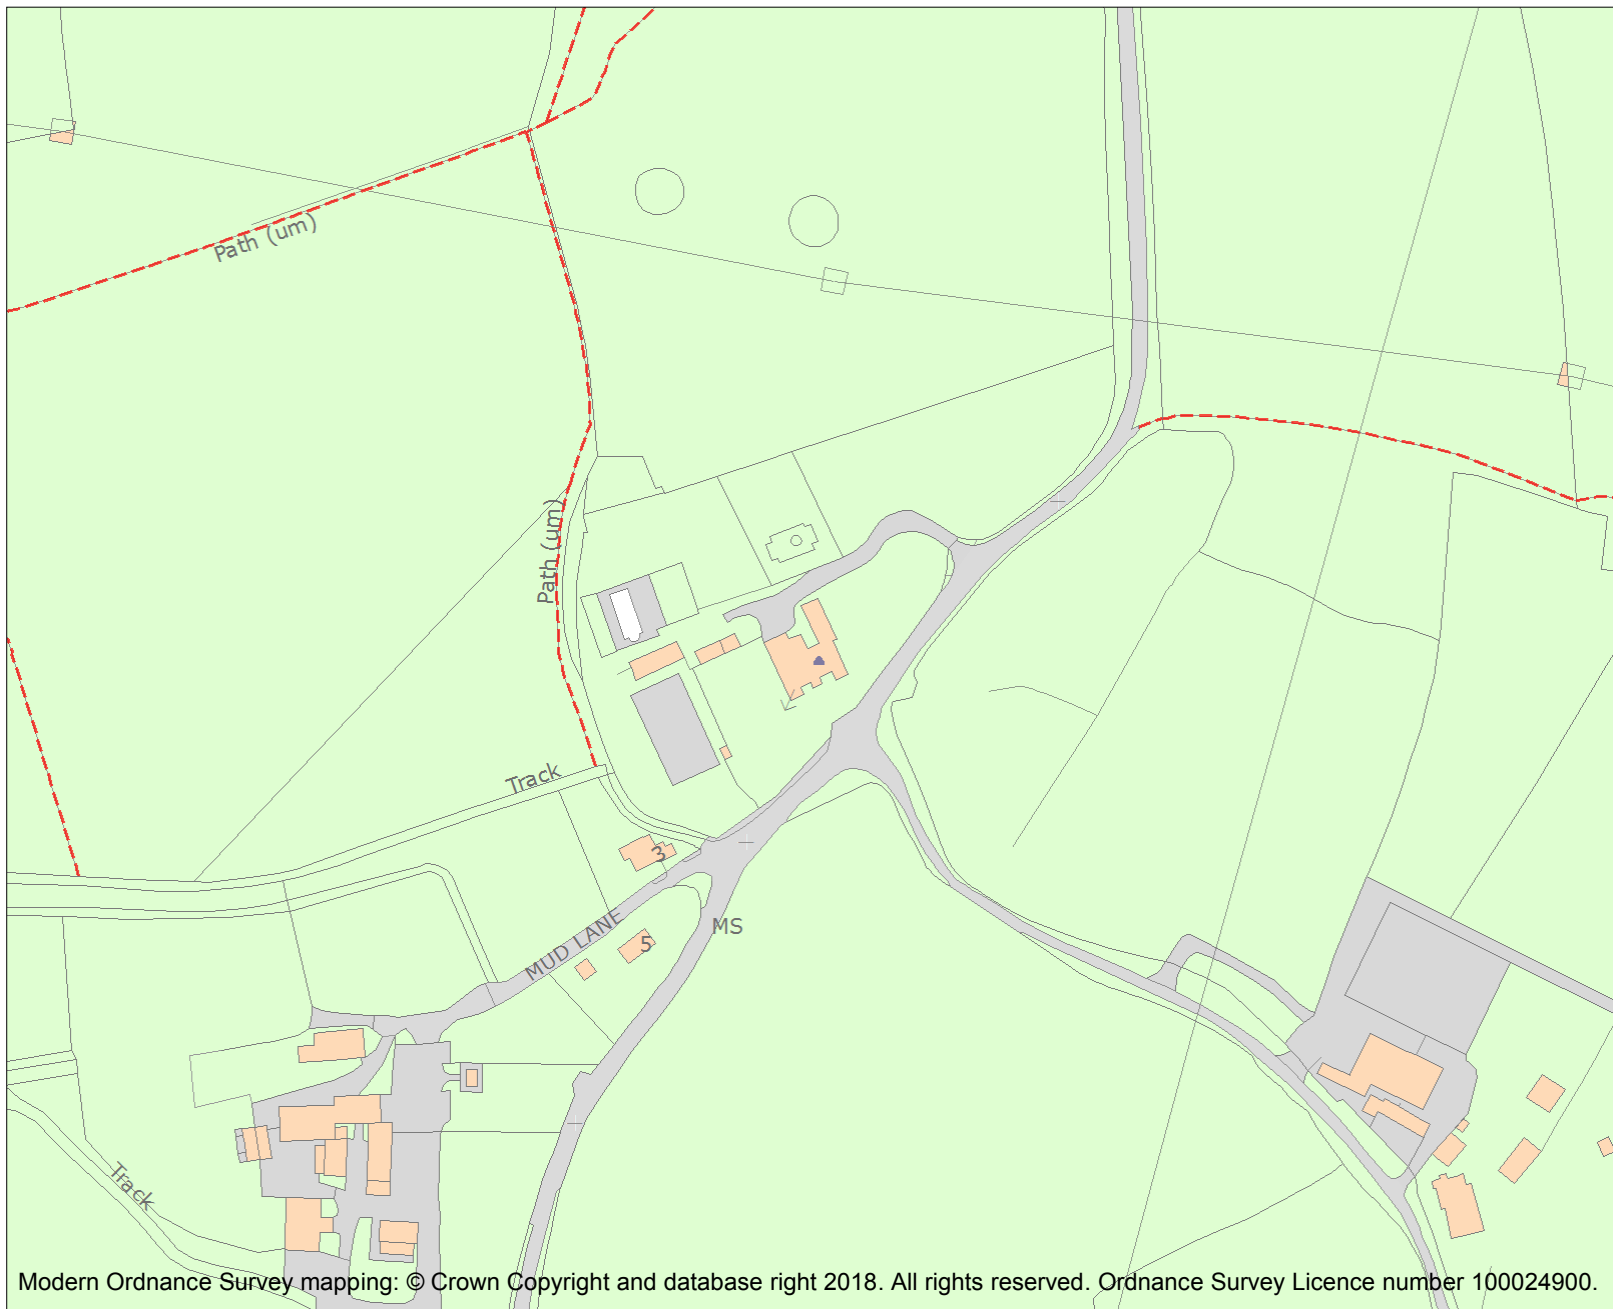 Path (um)
Path (um)
Track
3
MUD LANE
5
MS
Track
Modern Ordnance Survey mapping: © Crown Copyright and database right 2018. All rights reserved. Ordnance Survey Licence number 100024900.